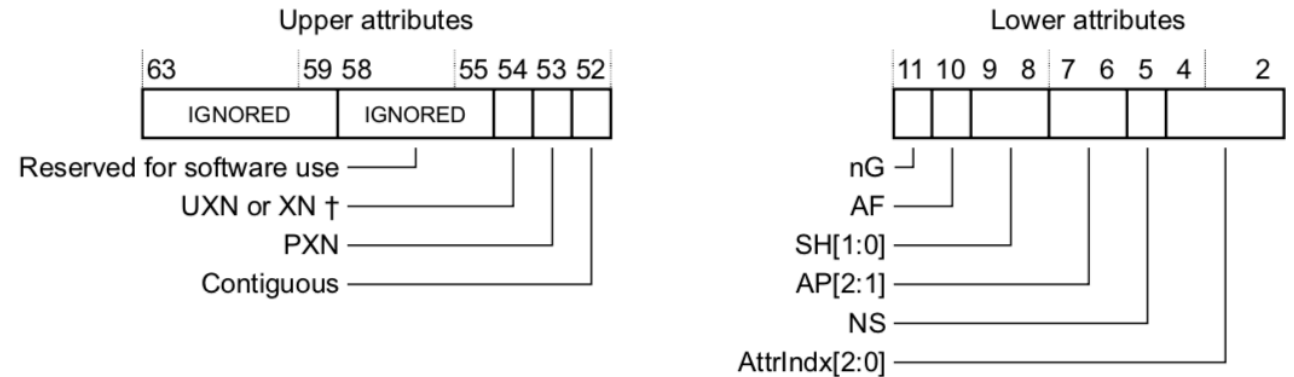 Upper attributes
63 59 58 55 54 53 52
IGNORED IGNORED
Reserved for software use
UXN or XN †
PXN
Contiguous
Lower attributes
11 10 9 8 7 6 5 4 2
nG
AF
SH[1:0]
AP[2:1]
NS
AttrIndx[2:0]